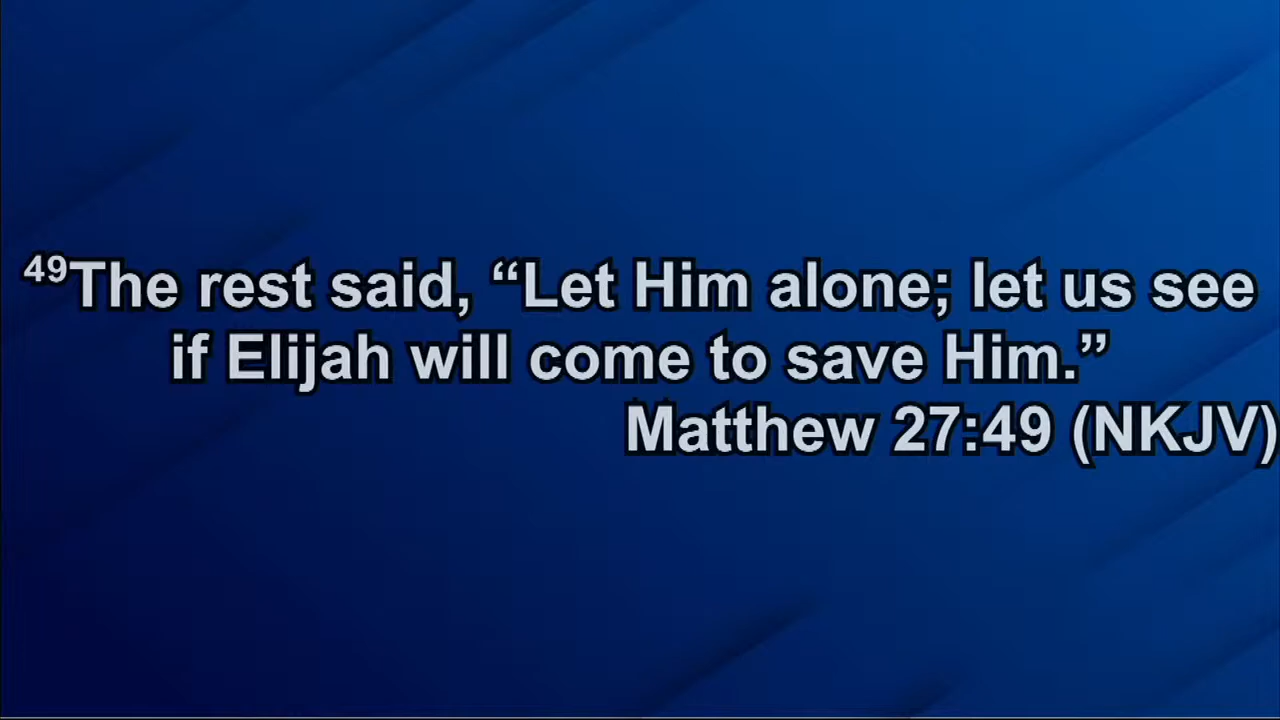 ⁴⁹The rest said, “Let Him alone; let us see
if Elijah will come to save Him.”
Matthew 27:49 (NKJV)